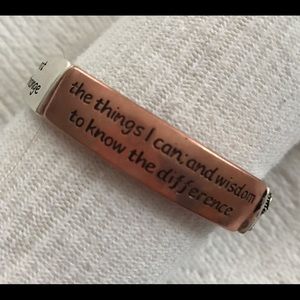 the things I can: and wisdom
to know the difference